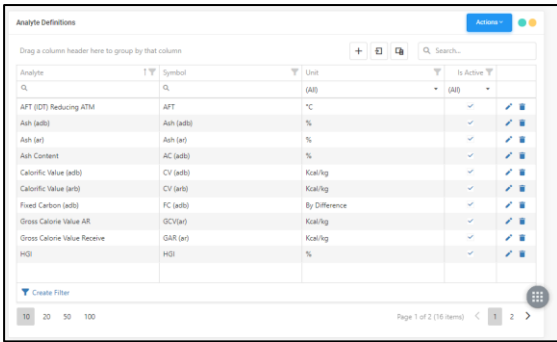 Analyte Definitions
Actions
Drag a column header here to group by that column
Search...
Analyte Symbol Unit Is Active
(All) (All)
AFT (IDT) Reducing ATM AFT °C
Ash (adb) Ash (adb) %
Ash (ar) Ash (ar) %
Ash Content AC (adb) %
Calorific Value (adb) CV (adb) Kcal/kg
Calorific Value (arb) CV (arb) Kcal/kg
Fixed Carbon (adb) FC (adb) By Difference
Gross Calorie Value AR GCV(ar) Kcal/kg
Gross Calorie Value Receive GAR (ar) Kcal/kg
HGI HGI %
Create Filter
10 20 50 100 Page 1 of 2 (16 items) 1 2